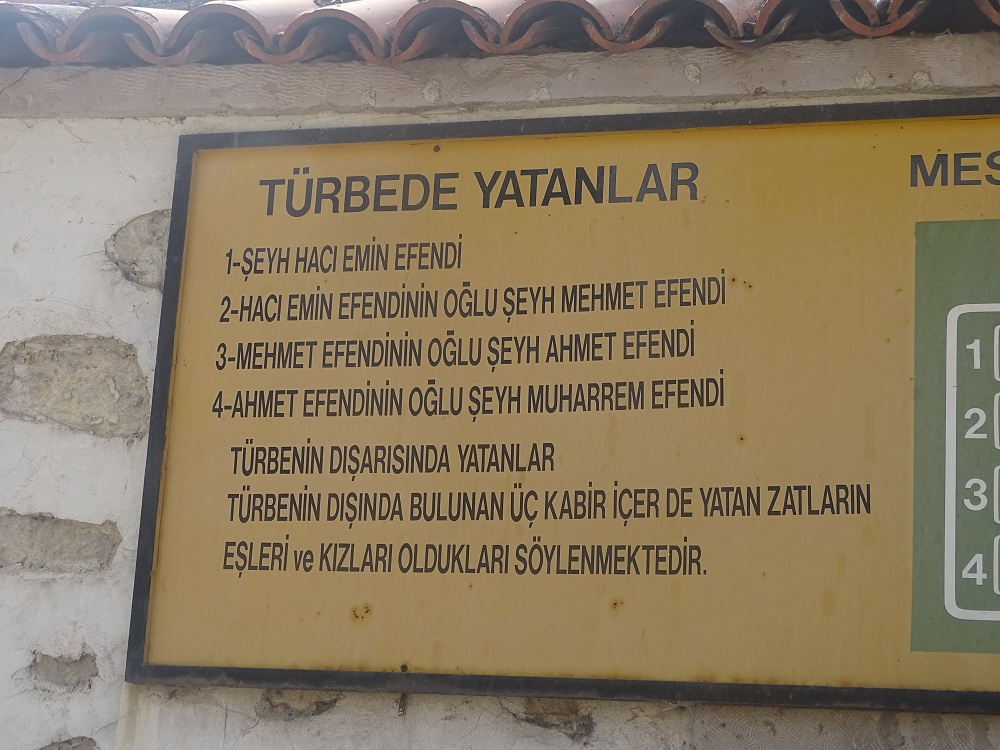 TÜRBEDE YATANLAR
1-ŞEYH HACI EMİN EFENDİ
2-HACI EMİN EFENDİNİN OĞLU ŞEYH MEHMET EFENDİ
3-MEHMET EFENDİNİN OĞLU ŞEYH AHMET EFENDİ
4-AHMET EFENDİNİN OĞLU ŞEYH MUHARREM EFENDİ
TÜRBENİN DIŞARISINDA YATANLAR
TÜRBENİN DIŞINDA BULUNAN ÜÇ KABİR İÇER DE YATAN ZATLARIN
EŞLERİ ve KIZLARI OLDUKLARI SÖYLENMEKTEDİR.
MES
1
2
3
4